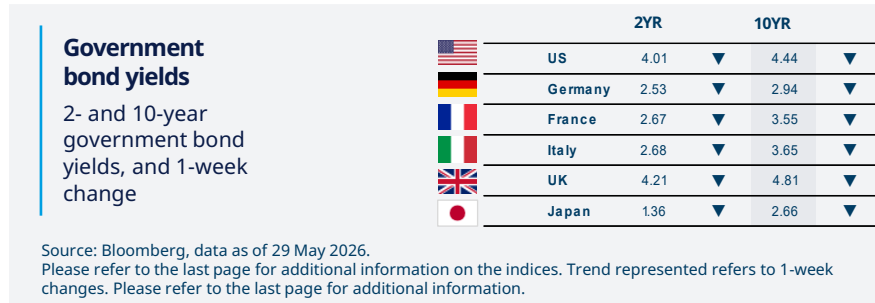 Government
bond yields
2- and 10-year
government bond
yields, and 1-week
change
2YR 10YR
US 4.01 ▼ 4.44 ▼
Germany 2.53 ▼ 2.94 ▼
France 2.67 ▼ 3.55 ▼
Italy 2.68 ▼ 3.65 ▼
UK 4.21 ▼ 4.81 ▼
Japan 1.36 ▼ 2.66 ▼
Source: Bloomberg, data as of 29 May 2026.
Please refer to the last page for additional information on the indices. Trend represented refers to 1-week
changes. Please refer to the last page for additional information.